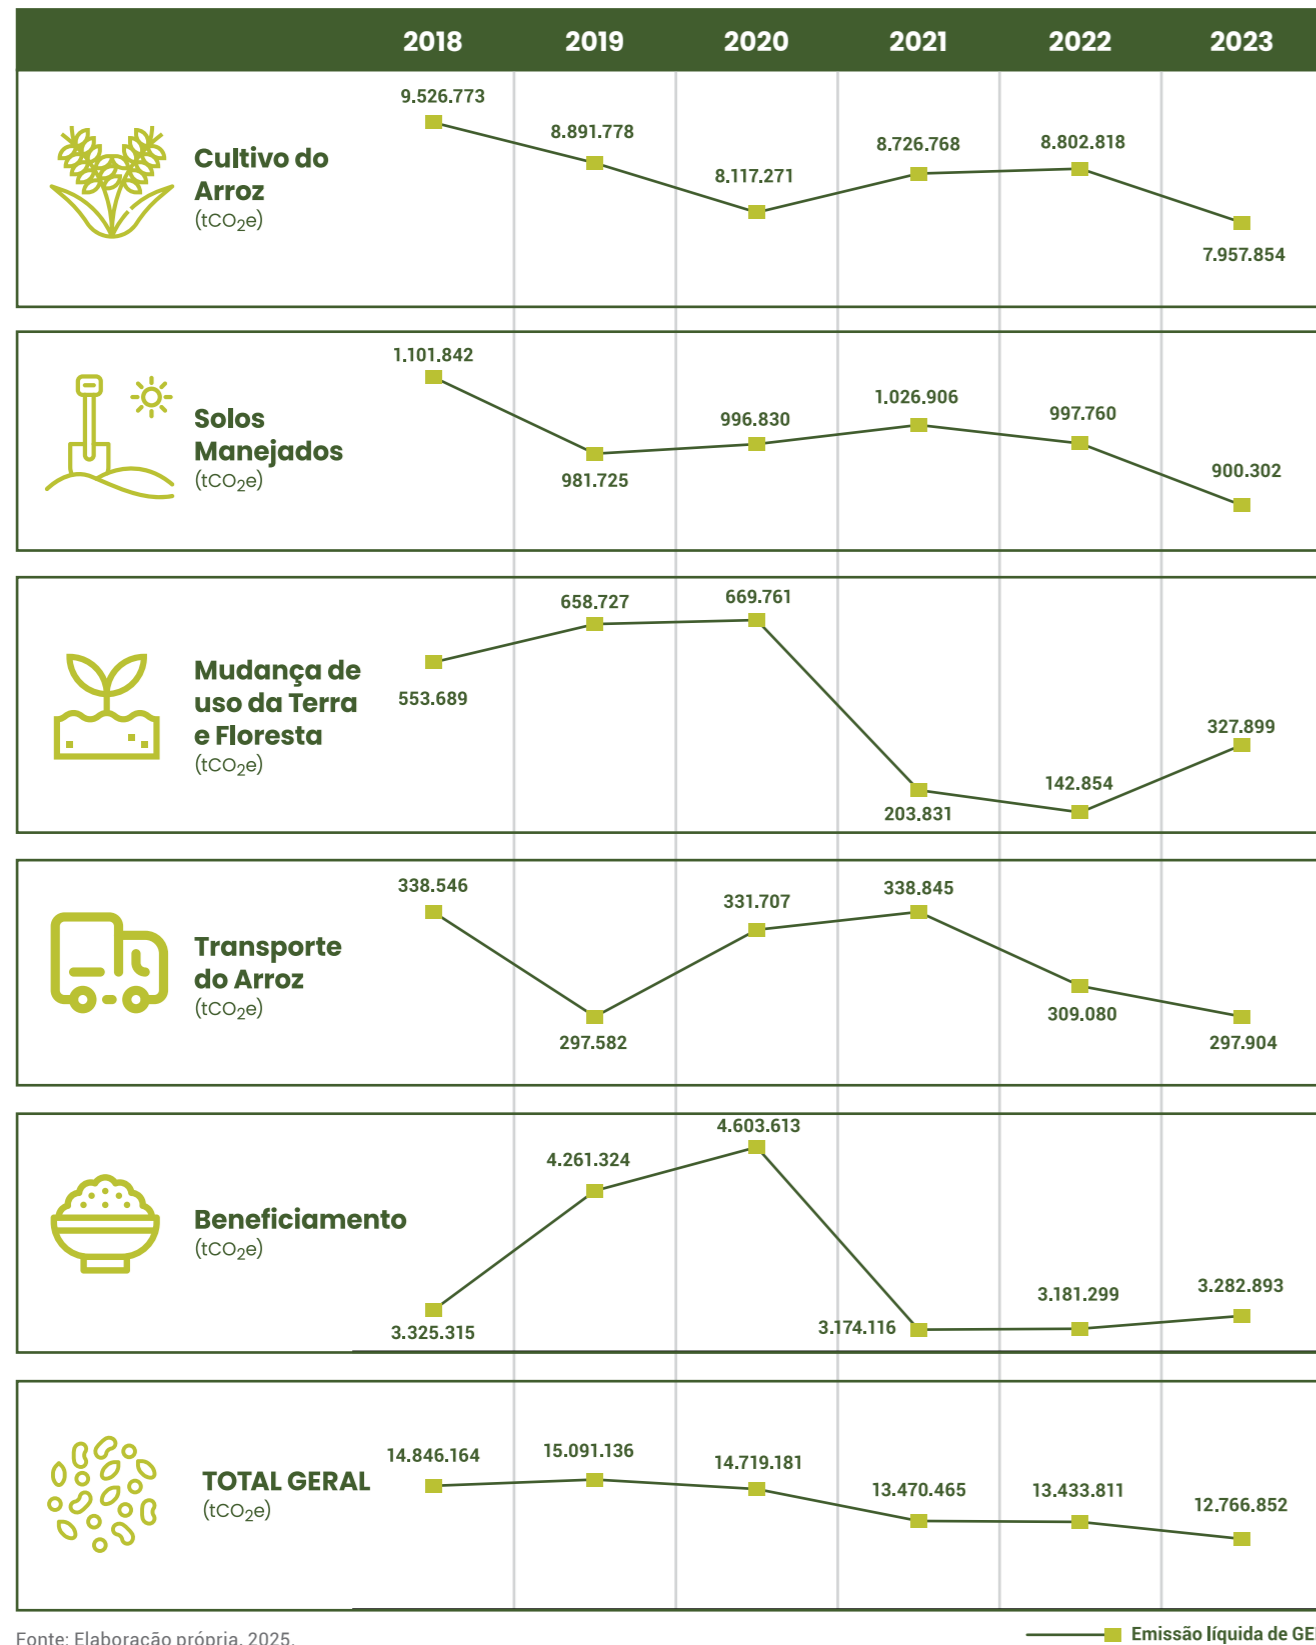 2018 2019 2020 2021 2022 2023
Cultivo do
Arroz
(tCO₂e)
9.526.773
8.891.778
8.117.271
8.726.768
8.802.818
7.957.854
Solos
Manejados
(tCO₂e)
1.101.842
981.725
996.830
1.026.906
997.760
900.302
Mudança de
uso da Terra
e Floresta
(tCO₂e)
553.689
658.727
669.761
203.831
142.854
327.899
Transporte
do Arroz
(tCO₂e)
338.546
297.582
331.707
338.845
309.080
297.904
Beneficiamento
(tCO₂e)
3.325.315
4.261.324
4.603.613
3.174.116
3.181.299
3.282.893
TOTAL GERAL
(tCO₂e)
14.846.164
15.091.136
14.719.181
13.470.465
13.433.811
12.766.852
Fonte: Elaboração própria, 2025.
Emissão líquida de